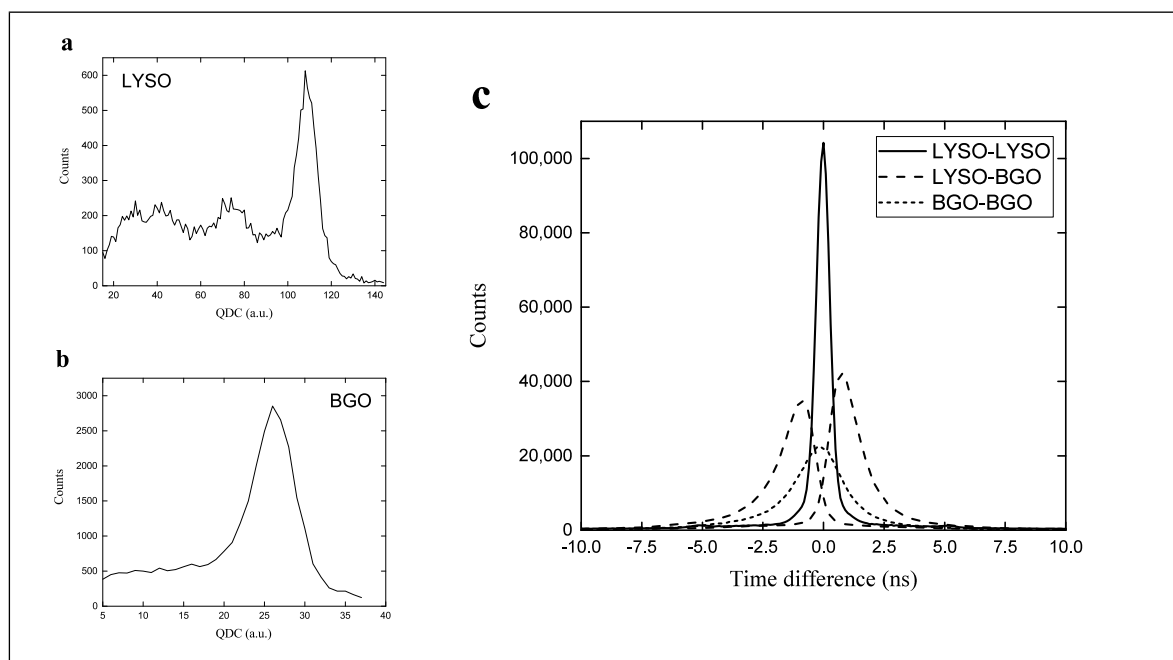 a
LYSO
600
500
400
300
200
100
0
20 40 60 80 100 120 140
Counts
QDC (a.u.)
b
BGO
3000
2500
2000
1500
1000
500
0
5 10 15 20 25 30 35 40
Counts
QDC (a.u.)
c
LYSO-LYSO
LYSO-BGO
BGO-BGO
100,000
80,000
60,000
40,000
20,000
0
-10.0 -7.5 -5.0 -2.5 0.0 2.5 5.0 7.5 10.0
Counts
Time difference (ns)